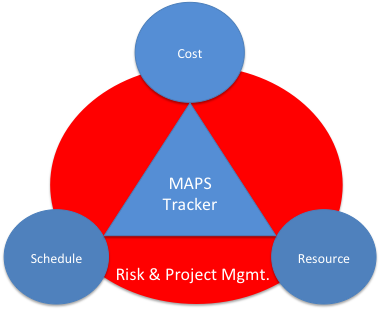 Cost
MAPS
Tracker
Schedule
Resource
Risk & Project Mgmt.